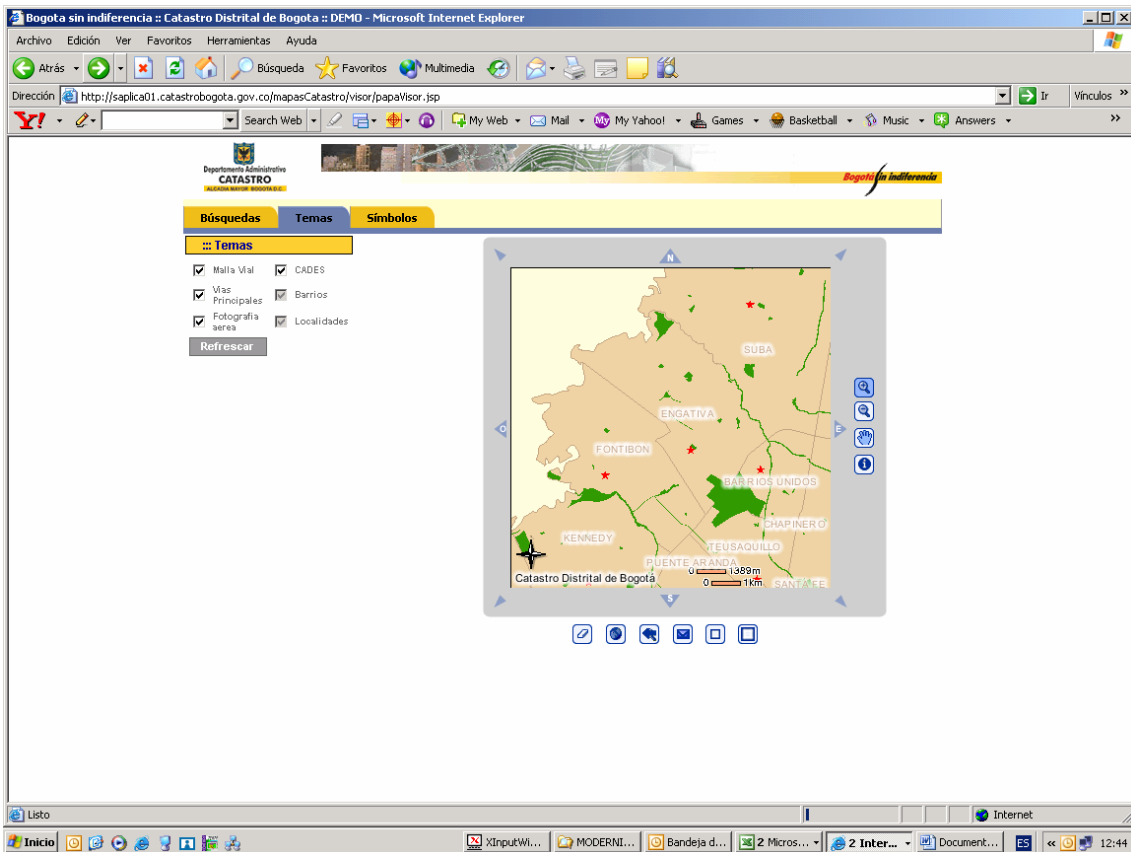 Bogota sin indiferencia :: Catastro Distrital de Bogota :: DEMO - Microsoft Internet Explorer
Archivo Edición Ver Favoritos Herramientas Ayuda
Atrás Búsqueda Favoritos Multimedia
Dirección http://saplica01.catastrobogota.gov.co/mapasCatastro/visor/papaVisor.jsp Ir Vínculos »
Y! Search Web My Web Mail My Yahoo! Games Basketball Music Answers »
Departamento Administrativo
CATASTRO
ALCADIA MAYOR BOGOTA D.C.
Bogotá sin indiferencia
Búsquedas Temas Símbolos
::: Temas
Malla Vial CADES
Vias Principales Barrios
Fotografia aerea Localidades
Refrescar
N
SUBA
ENGATIVA
O E
FONTIBON
BARRIOS UNIDOS
CHAPINERO
KENNEDY
TEUSAQUILLO
PUENTE ARANDA
0 1389m
Catastro Distrital de Bogotá
0 1km
SANTA FE
S
Listo Internet
Inicio XInputWi... MODERNI... Bandeja d... 2 Micros... 2 Inter... Document... ES « 12:44